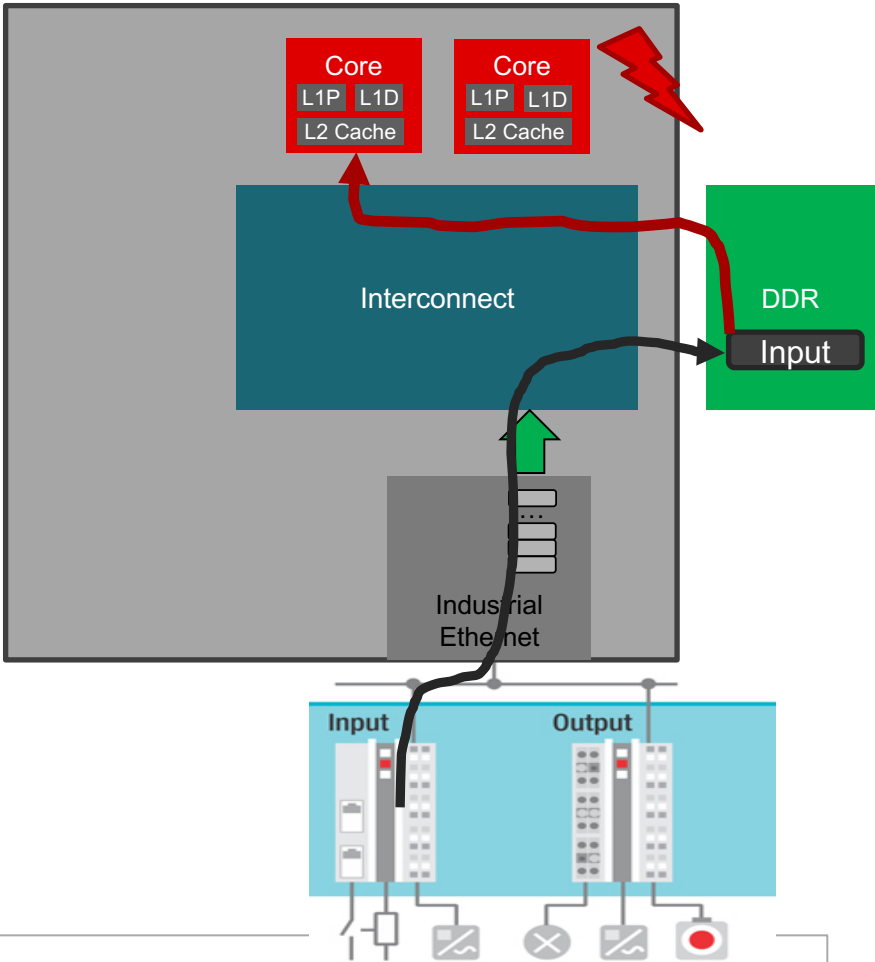 Core
L1P L1D
L2 Cache
Core
L1P L1D
L2 Cache
Interconnect
DDR
Input
...
Industrial
Ethernet
Input
Output